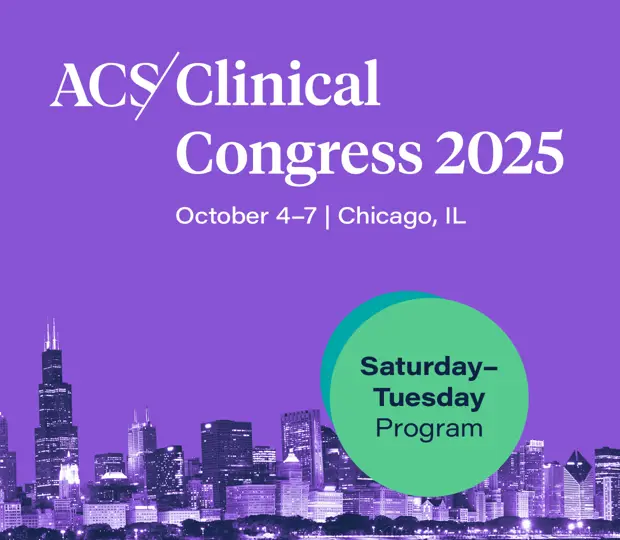 ACS/Clinical
Congress 2025
October 4–7 | Chicago, IL
Saturday–
Tuesday
Program